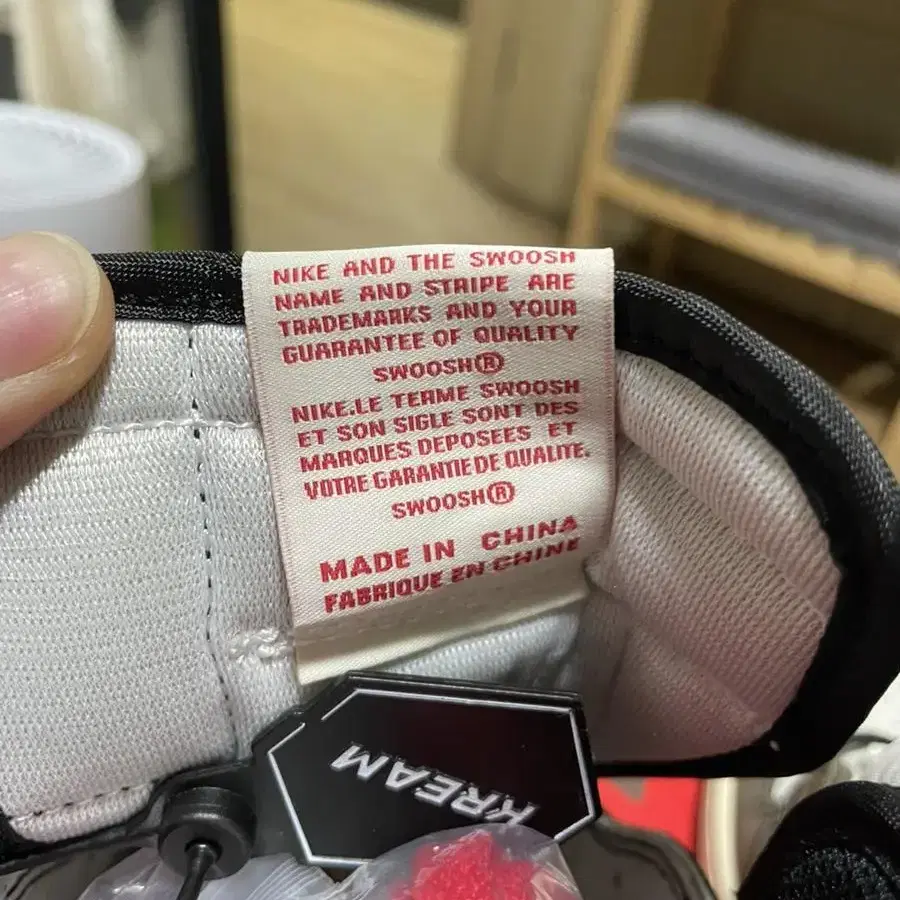 NIKE AND THE SWOOSH
NAME AND STRIPE ARE
TRADEMARKS AND YOUR
GUARANTEE OF QUALITY
SWOOSH®
NIKE.LE TERME SWOOSH
ET SON SIGLE SONT DES
MARQUES DEPOSEES ET
VOTRE GARANTIE DE QUALITE.
SWOOSH®
MADE IN CHINA
FABRIQUE EN CHINE
KREAM